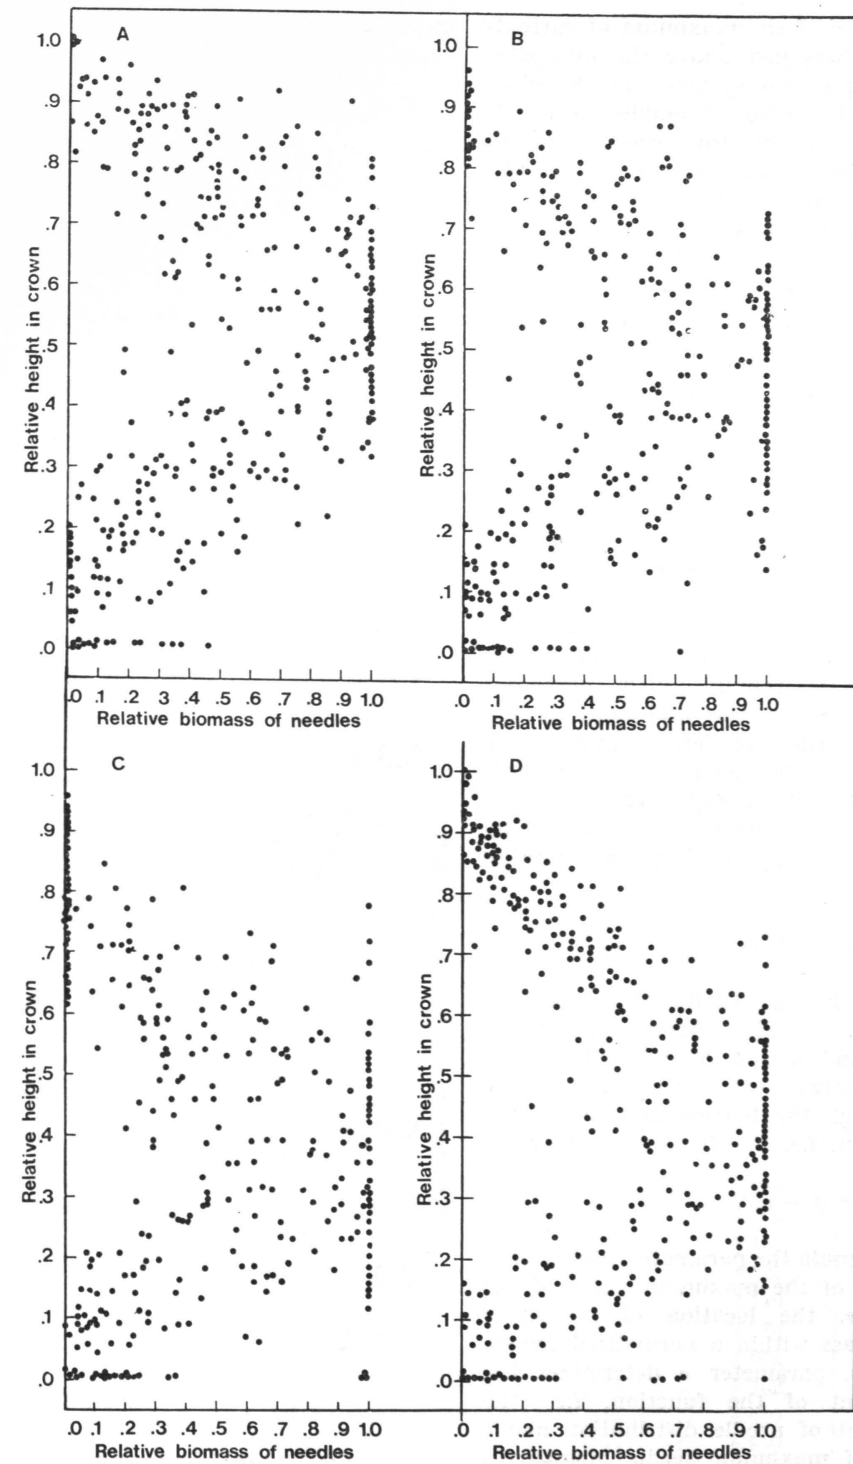 A
1.0
.9
.8
.7
.6
.5
.4
.3
.2
.1
.0
Relative height in crown
.0 .1 .2 .3 .4 .5 .6 .7 .8 .9 1.0
Relative biomass of needles
B
1.0
.9
.8
.7
.6
.5
.4
.3
.2
.1
.0
Relative height in crown
.0 .1 .2 .3 .4 .5 .6 .7 .8 .9 1.0
Relative biomass of needles
C
1.0
.9
.8
.7
.6
.5
.4
.3
.2
.1
.0
Relative height in crown
.0 .1 .2 .3 .4 .5 .6 .7 .8 .9 1.0
Relative biomass of needles
D
1.0
.9
.8
.7
.6
.5
.4
.3
.2
.1
.0
Relative height in crown
.0 .1 .2 .3 .4 .5 .6 .7 .8 .9 1.0
Relative biomass of needles